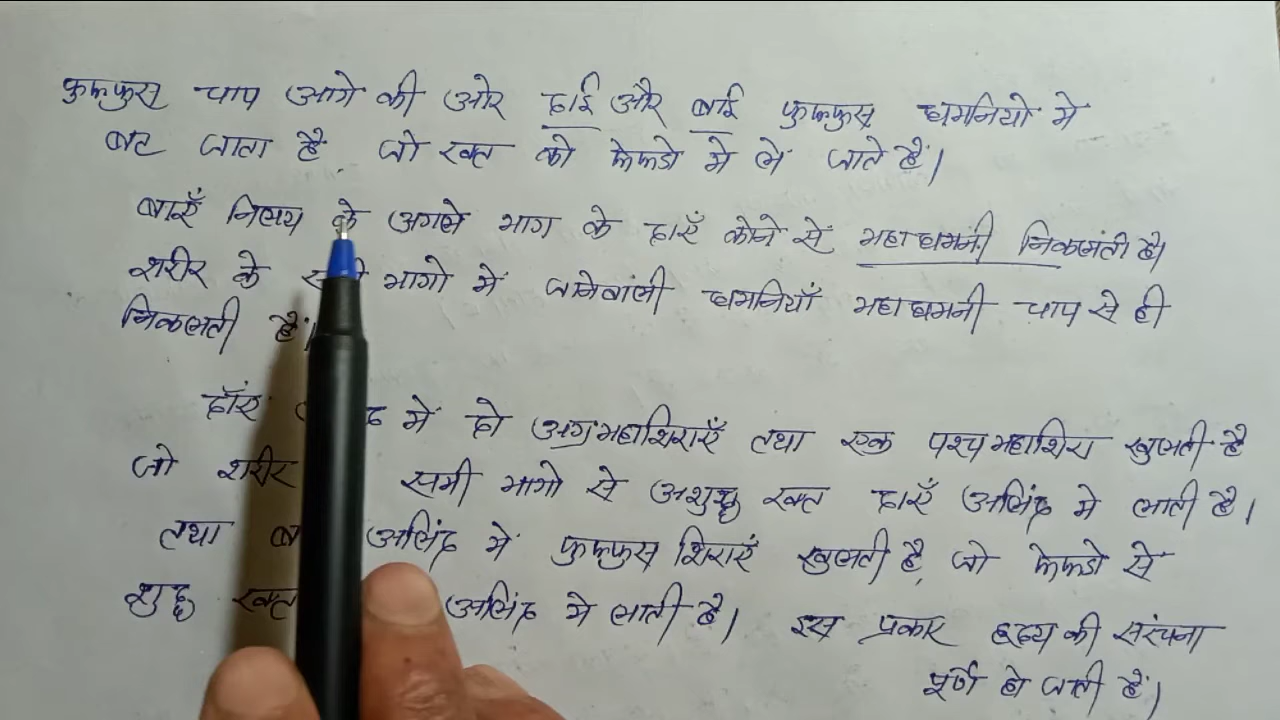 फुफ्फुस चाप आगे की ओर दाई और बाई फुफ्फुस धमनियो मे
बट जाता है जो रक्त को फेफडो मे ले जाते है।
बाएँ निलय के अगले भाग के दाएँ कोने से महाधमनी निकलती है।
शरीर के भागो में जानेवाली धमनियाँ महाधमनी चाप से ही
निकलती है।
दाँए में दो अग्रमहाशिराएँ तथा एक पश्चमहाशिरा खुलती है
जो शरीर सभी भागो से अशुद्ध रक्त दाएँ अलिंद मे लाती है।
तथा अलिंद में फुफ्फुस शिराएँ खुलती है, जो फेफडो से
शुद्ध रक्त अलिंद मे लाती है। इस प्रकार हृदय की संरचना
पूर्ण हो जाती है।